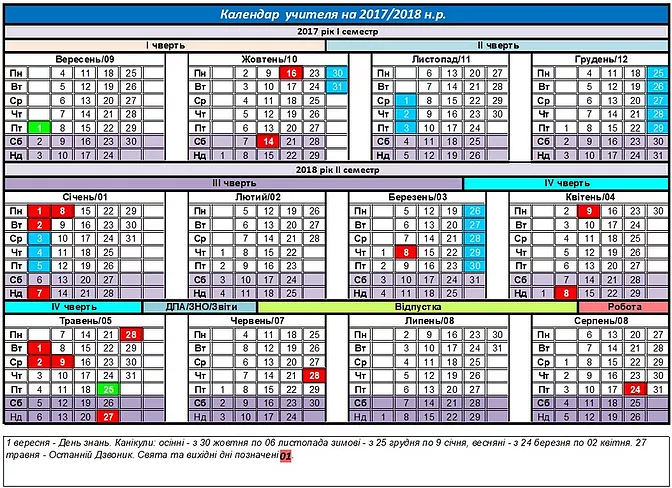 Календар учителя на 2017/2018 н.р.
2017 рік І семестр
І чверть ІІ чверть
Вересень/09 Жовтень/10 Листопад/11 Грудень/12
Пн 4 11 18 25 Пн 2 9 16 23 30 Пн 6 13 20 27 Пн 4 11 18 25
Вт 5 12 19 26 Вт 3 10 17 24 31 Вт 7 14 21 28 Вт 5 12 19 26
Ср 6 13 20 27 Ср 4 11 18 25 Ср 1 8 15 22 29 Ср 6 13 20 27
Чт 7 14 21 28 Чт 5 12 19 26 Чт 2 9 16 23 30 Чт 7 14 21 28
Пт 1 8 15 22 29 Пт 6 13 20 27 Пт 3 10 17 24 Пт 1 8 15 22 29
Сб 2 9 16 23 30 Сб 7 14 21 28 Сб 4 11 18 25 Сб 2 9 16 23 30
Нд 3 10 17 24 Нд 1 8 15 22 29 Нд 5 12 19 26 Нд 3 10 17 24 31
2018 рік ІІ семестр
ІІІ чверть IV чверть
Січень/01 Лютий/02 Березень/03 Квітень/04
Пн 1 8 15 22 29 Пн 5 12 19 26 Пн 5 12 19 26 Пн 2 9 16 23 30
Вт 2 9 16 23 30 Вт 6 13 20 27 Вт 6 13 20 27 Вт 3 10 17 24
Ср 3 10 17 24 31 Ср 7 14 21 28 Ср 7 14 21 28 Ср 4 11 18 25
Чт 4 11 18 25 Чт 1 8 15 22 Чт 1 8 15 22 29 Чт 5 12 19 26
Пт 5 12 19 26 Пт 2 9 16 23 Пт 2 9 16 23 30 Пт 6 13 20 27
Сб 6 13 20 27 Сб 3 10 17 24 Сб 3 10 17 24 31 Сб 7 14 21 28
Нд 7 14 21 28 Нд 4 11 18 25 Нд 4 11 18 25 Нд 1 8 15 22 29
IV чверть ДПА/ЗНО/Звіти Відпустка Робота
Травень/05 Червень/07 Липень/08 Серпень/08
Пн 7 14 21 28 Пн 4 11 18 25 Пн 2 9 16 23 30 Пн 6 13 20 27
Вт 1 8 15 22 29 Вт 5 12 19 26 Вт 3 10 17 24 31 Вт 7 14 21 28
Ср 2 9 16 23 30 Ср 6 13 20 27 Ср 4 11 18 25 Ср 1 8 15 22 29
Чт 3 10 17 24 31 Чт 7 14 21 28 Чт 5 12 19 26 Чт 2 9 16 23 30
Пт 4 11 18 25 Пт 1 8 15 22 29 Пт 6 13 20 27 Пт 3 10 17 24 31
Сб 5 12 19 26 Сб 2 9 16 23 30 Сб 7 14 21 28 Сб 4 11 18 25
Нд 6 13 20 27 Нд 3 10 17 24 Нд 1 8 15 22 29 Нд 5 12 19 26
1 вересня - День знань. Канікули: осінні - з 30 жовтня по 06 листопада зимові - з 25 грудня по 9 січня, весняні - з 24 березня по 02 квітня. 27
травня - Останній Дзвоник. Свята та вихідні дні позначені 01.